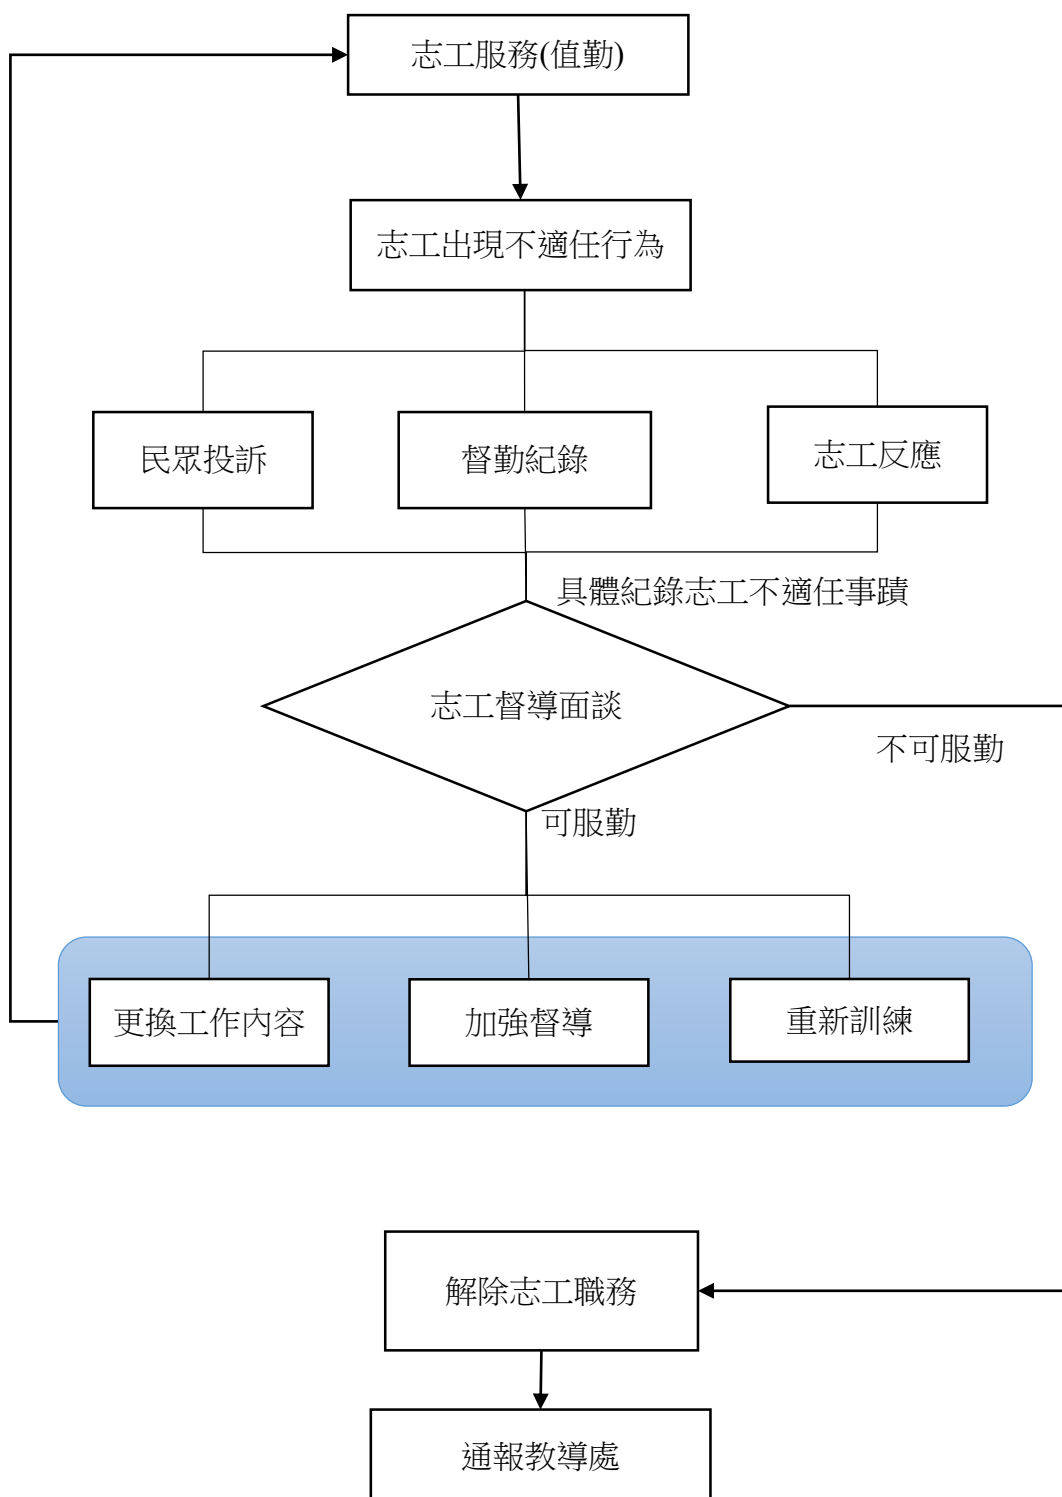 志工服務(值勤)
志工出現不適任行為
民眾投訴
督勤紀錄
志工反應
具體紀錄志工不適任事蹟
志工督導面談
不可服勤
可服勤
更換工作內容
加強督導
重新訓練
解除志工職務
通報教導處